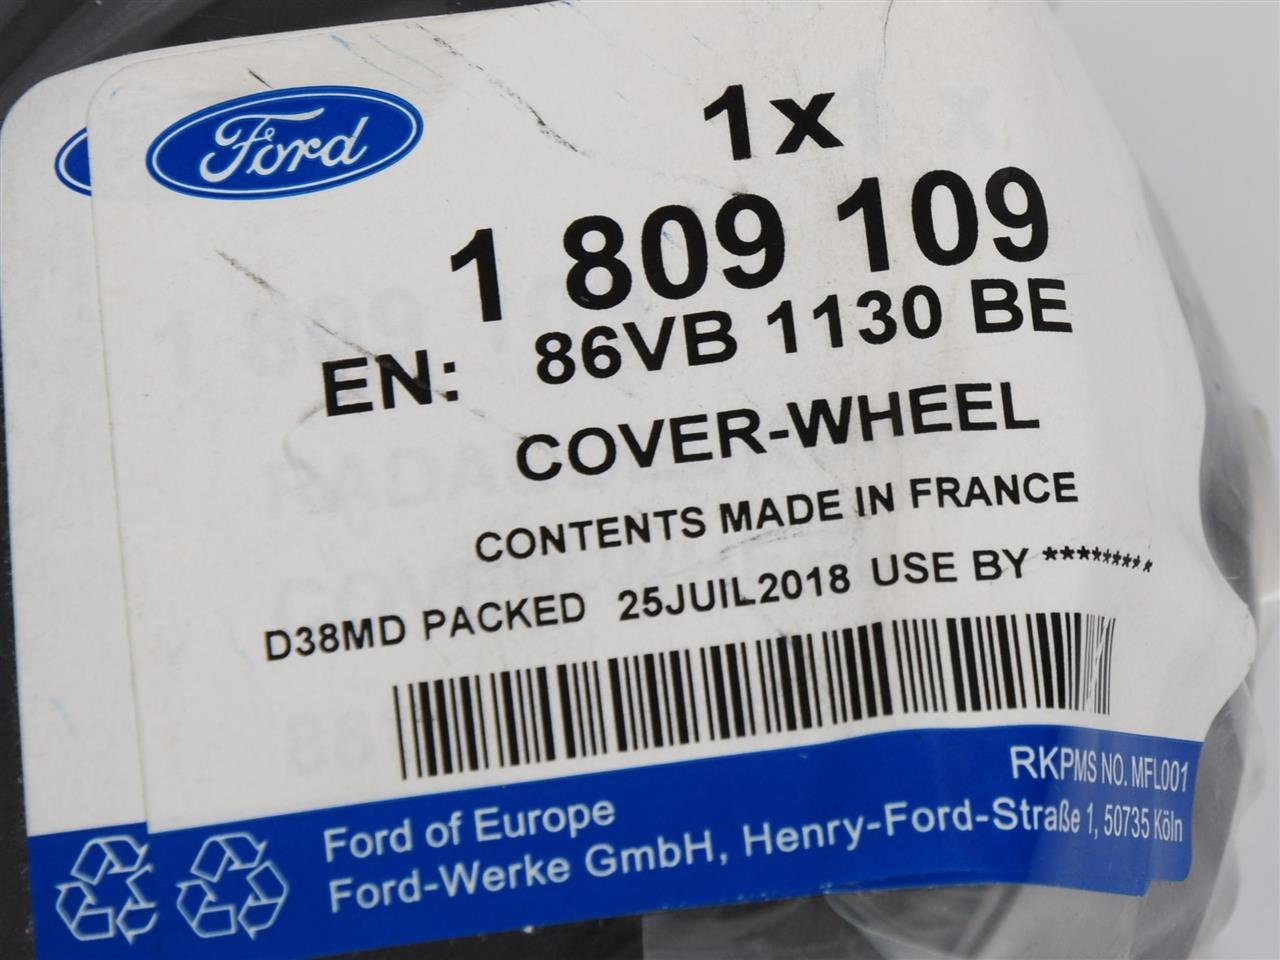 Ford
1x
1 809 109
EN: 86VB 1130 BE
COVER-WHEEL
CONTENTS MADE IN FRANCE
D38MD PACKED 25JUIL2018 USE BY *********
RKPMS NO. MFL001
Ford of Europe
Ford-Werke GmbH, Henry-Ford-Straße 1, 50735 Köln